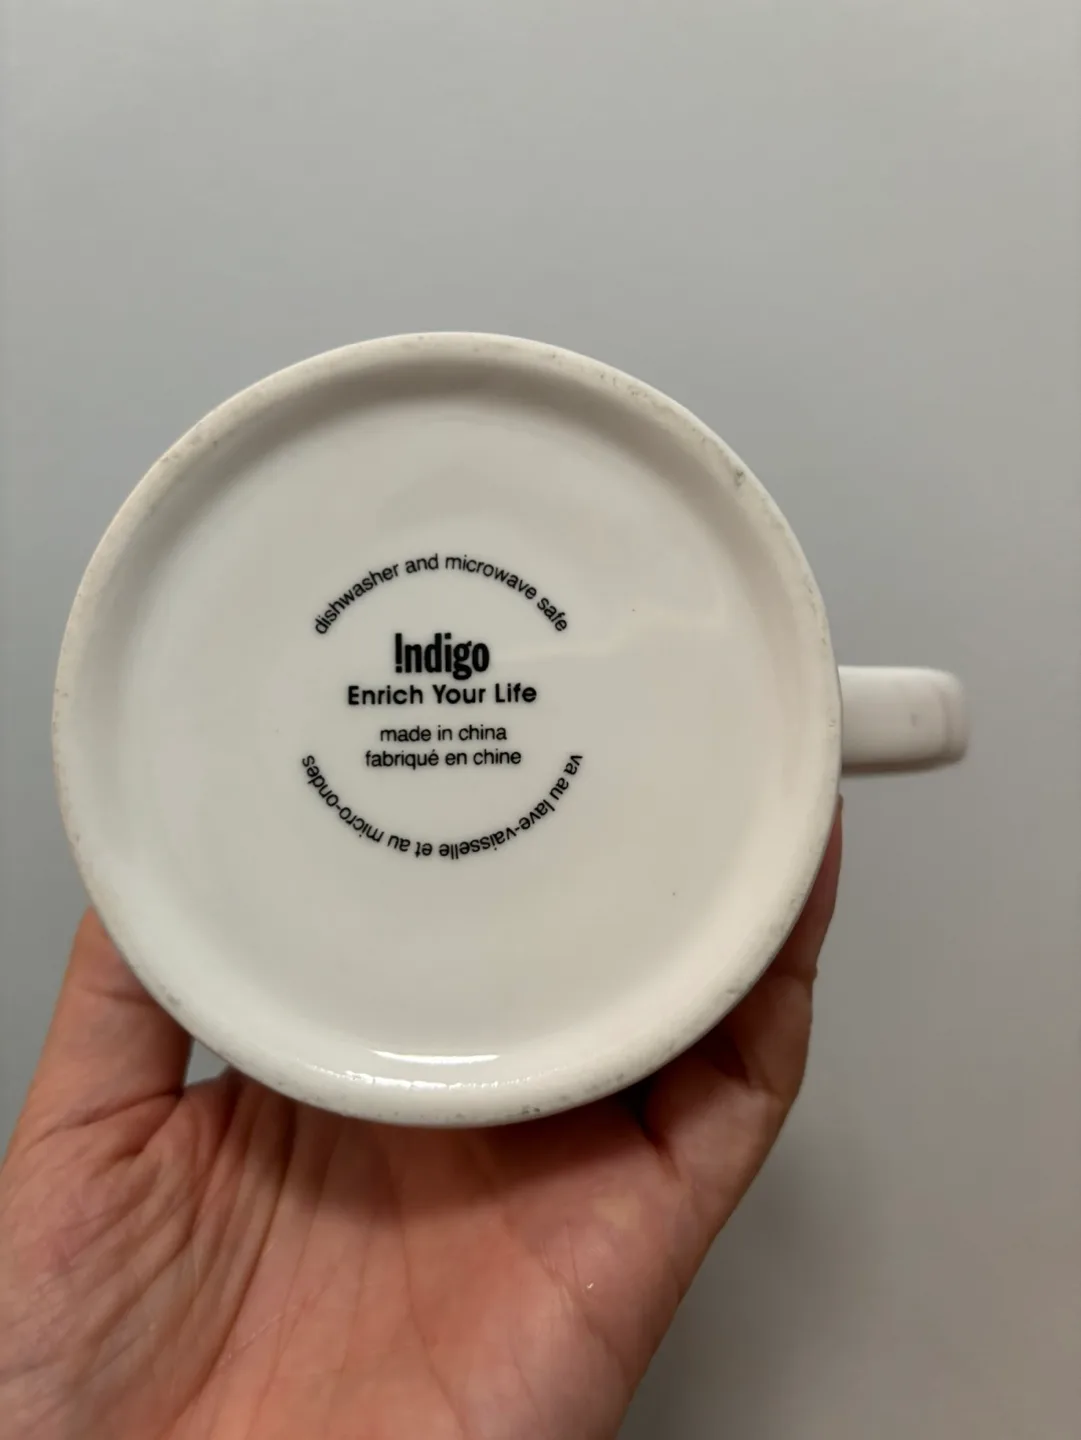 dishwasher and microwave safe
!ndigo
Enrich Your Life
made in china
fabriqué en chine
va au lave-vaisselle et au micro-ondes